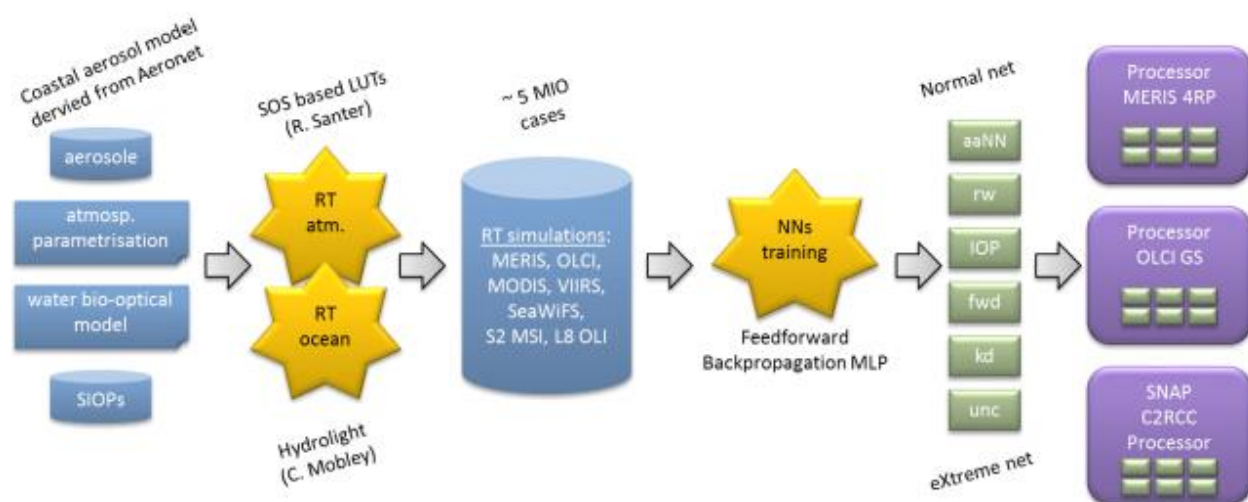 Coastal aerosol model
dervied from Aeronet
aerosole
atmosp.
parametrisation
water bio-optical
model
SIOPs
SOS based LUTs
(R. Santer)
RT
atm.
RT
ocean
Hydrolight
(C. Mobley)
~ 5 MIO
cases
RT simulations:
MERIS, OLCI,
MODIS, VIIRS,
SeaWiFS,
S2 MSI, L8 OLI
NNs
training
Feedforward
Backpropagation MLP
Normal net
aaNN
rw
IOP
fwd
kd
unc
eXtreme net
Processor
MERIS 4RP
Processor
OLCI GS
SNAP
C2RCC
Processor